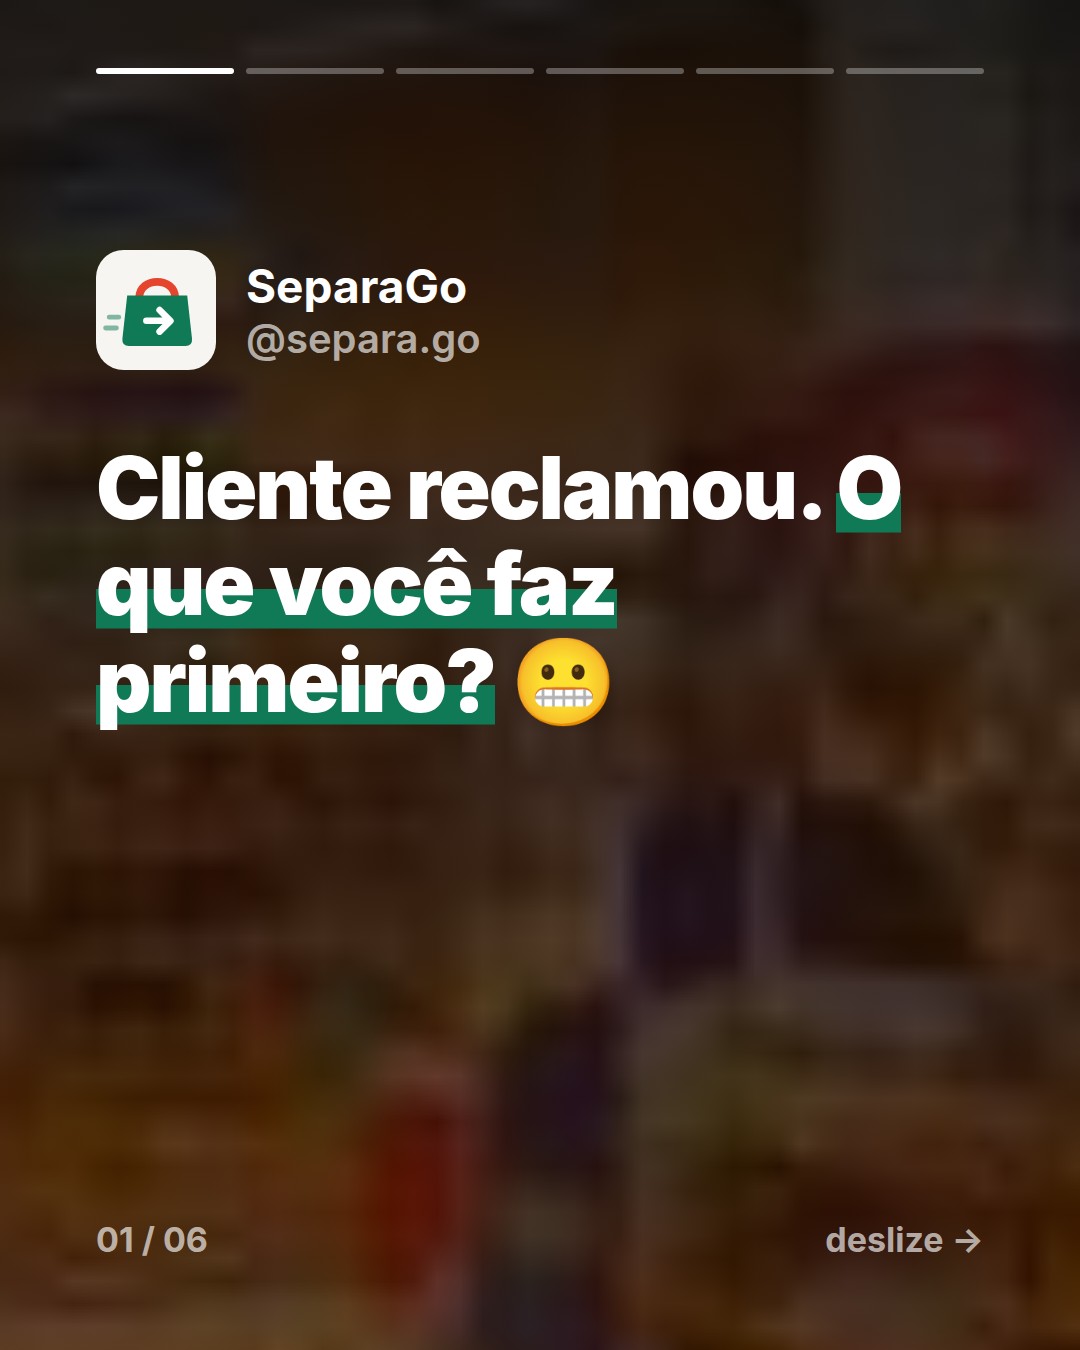 SeparaGo
@separa.go
Cliente reclamou. O
que você faz
primeiro? 😬
01 / 06
deslize →